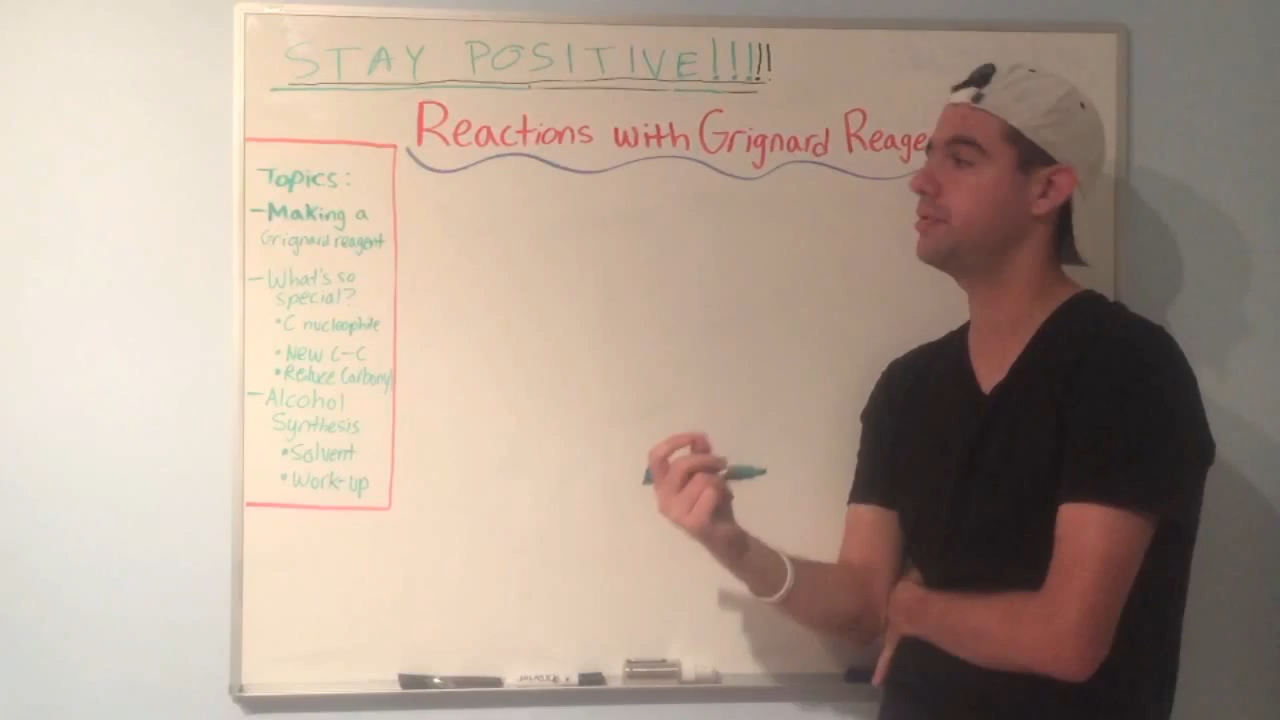 STAY POSITIVE!!!!!
Reactions with Grignard Reage
Topics:
-Making a
Grignard reagent
-What's so
special?
•C nucleophile
•New C-C
•Reduce Carbonyl
-Alcohol
Synthesis
•Solvent
•Work-up